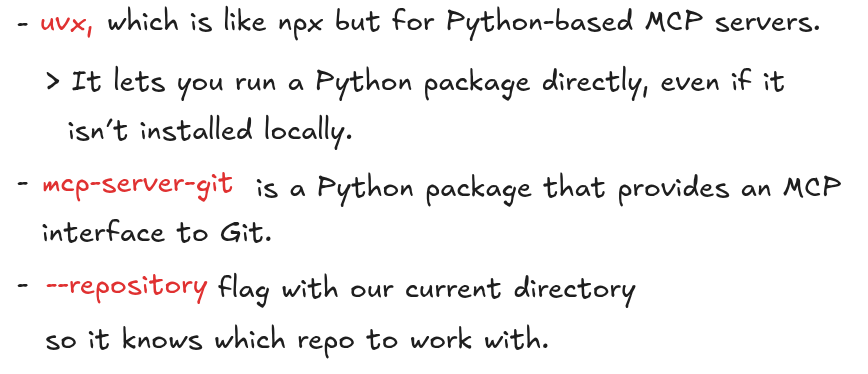 - uvx, which is like npx but for Python-based MCP servers.
> It lets you run a Python package directly, even if it
isn't installed locally.
- mcp-server-git is a Python package that provides an MCP
interface to Git.
- --repository flag with our current directory
so it knows which repo to work with.